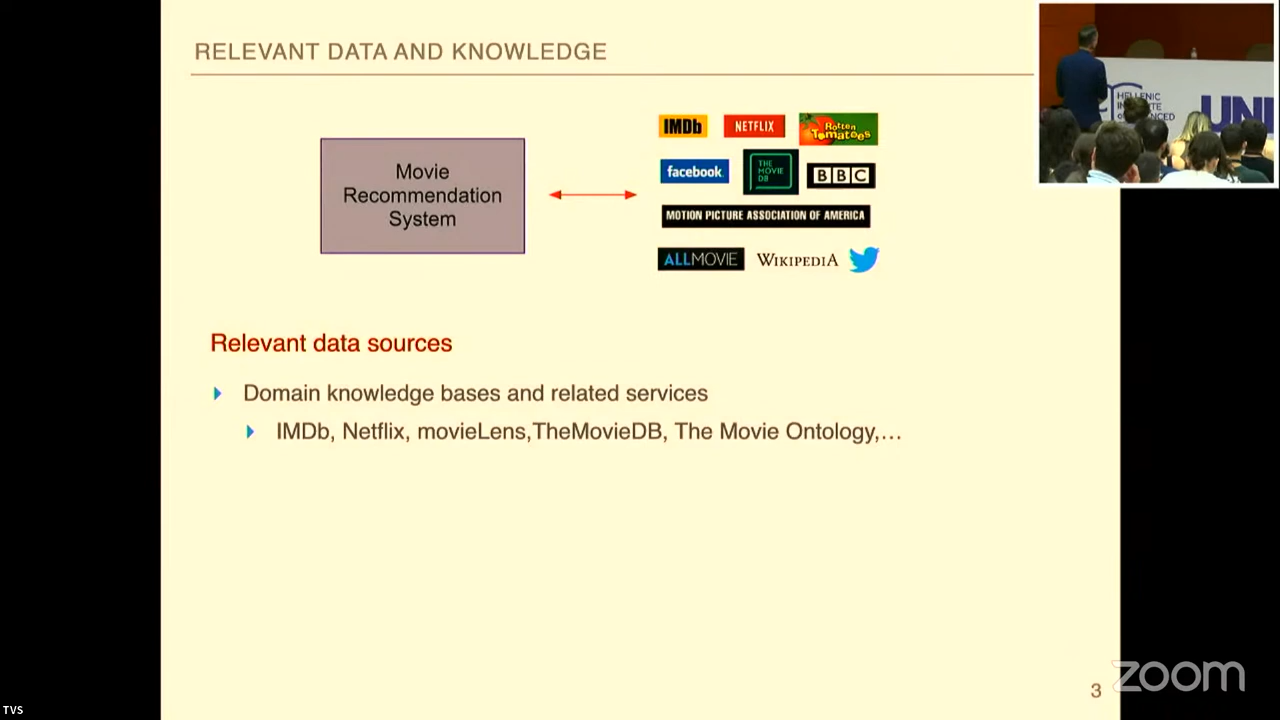 RELEVANT DATA AND KNOWLEDGE
Movie
Recommendation
System
IMDb
NETFLIX
Rotten
Tomatoes
facebook
THE
MOVIE
DB
BBC
MOTION PICTURE ASSOCIATION OF AMERICA
ALLMOVIE
WIKIPEDIA
HELLENIC
UNI
Relevant data sources
Domain knowledge bases and related services
IMDb, Netflix, movieLens,TheMovieDB, The Movie Ontology,…
3
zoom
TVS